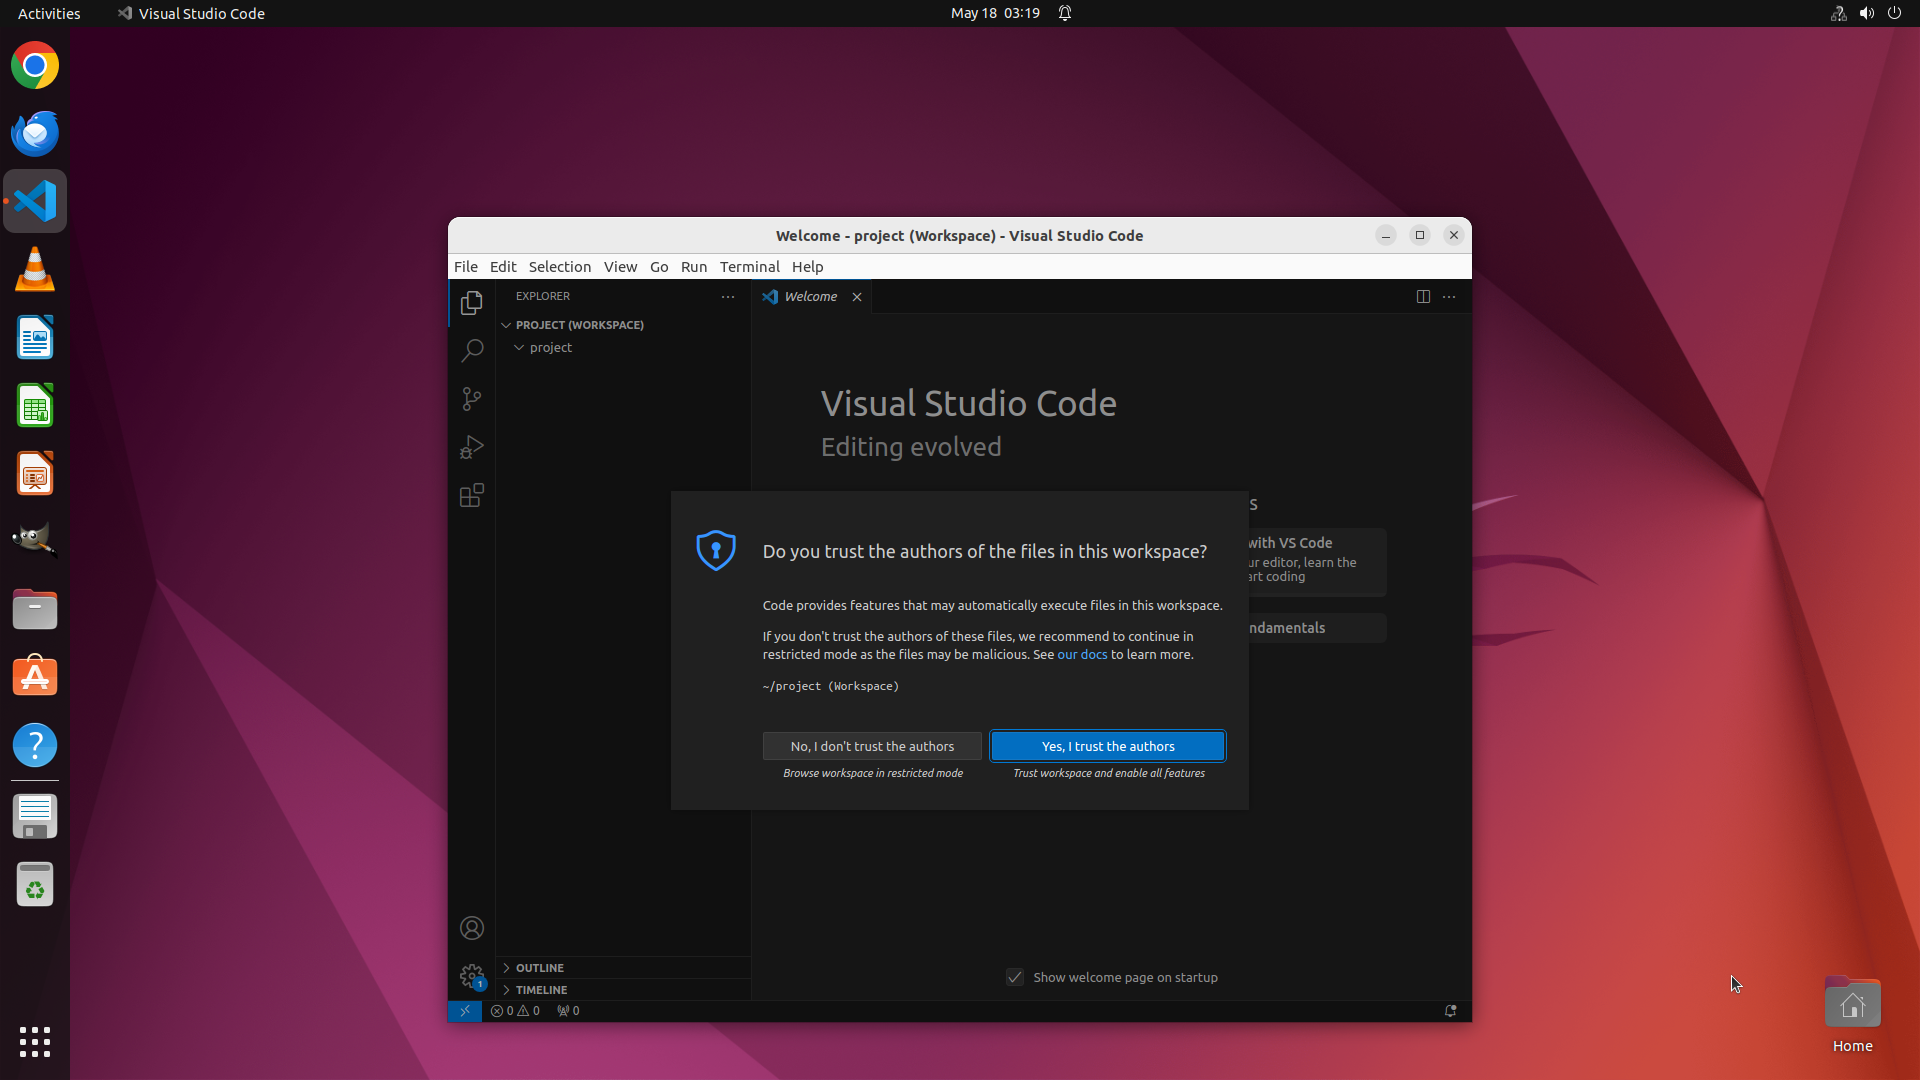 Activities
Visual Studio Code
May 18 03:19
Welcome - project (Workspace) - Visual Studio Code
File Edit Selection View Go Run Terminal Help
EXPLORER
Welcome
PROJECT (WORKSPACE)
project
Visual Studio Code
Editing evolved
s
with VS Code
ur editor, learn the
art coding
ndamentals
Do you trust the authors of the files in this workspace?
Code provides features that may automatically execute files in this workspace.
If you don't trust the authors of these files, we recommend to continue in
restricted mode as the files may be malicious. See our docs to learn more.
~/project (Workspace)
No, I don't trust the authors
Yes, I trust the authors
Browse workspace in restricted mode
Trust workspace and enable all features
OUTLINE
TIMELINE
Show welcome page on startup
1
0 0 0
Home